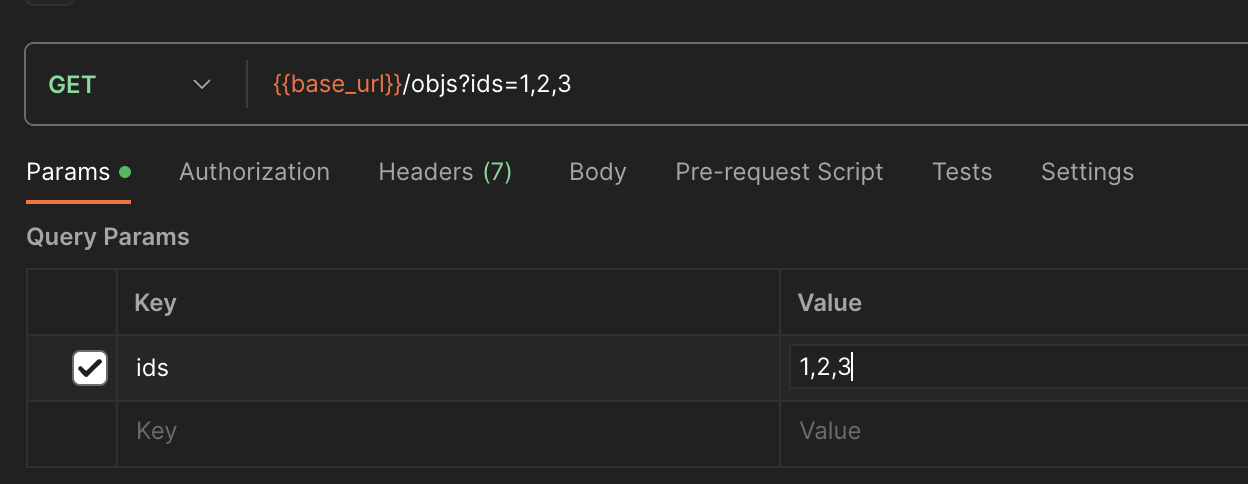 GET {{base_url}}/objs?ids=1,2,3
Params Authorization Headers (7) Body Pre-request Script Tests Settings
Query Params
Key Value
ids 1,2,3
Key Value